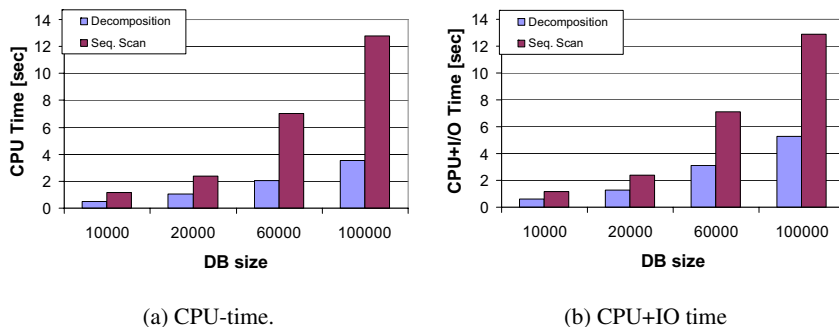 CPU Time [sec]
14
12
10
8
6
4
2
0
Decomposition
Seq. Scan
10000 20000 60000 100000
DB size
(a) CPU-time.
CPU+I/O Time [sec]
14
12
10
8
6
4
2
0
Decomposition
Seq. Scan
10000 20000 60000 100000
DB size
(b) CPU+IO time